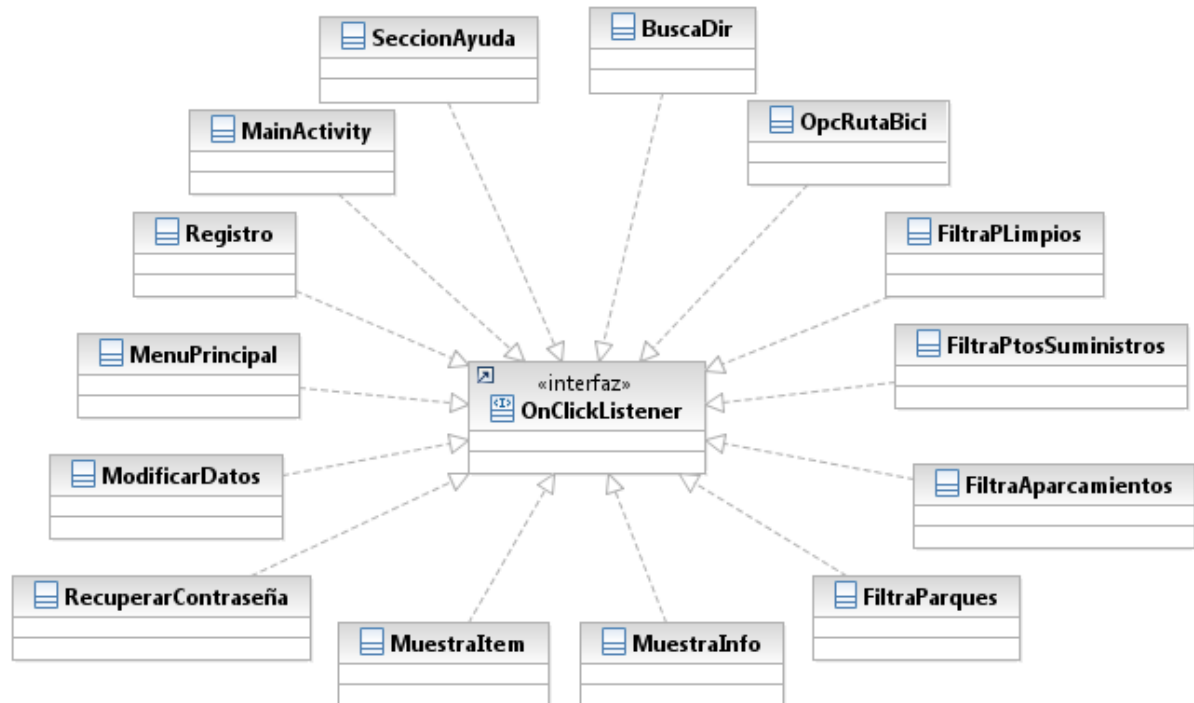 SeccionAyuda
BuscaDir
MainActivity
OpcRutaBici
Registro
FiltraPLimpios
MenuPrincipal
FiltraPtosSuministros
«interfaz»
OnClickListener
ModificarDatos
FiltraAparcamientos
RecuperarContraseña
FiltraParques
MuestraItem
MuestraInfo